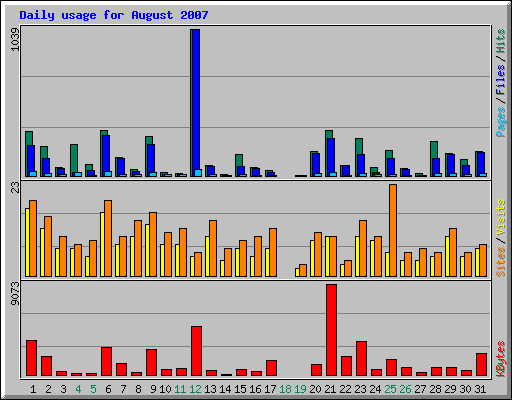 Daily usage for August 2007
1039
Pages / Files / Hits
23
Sites / Visits
9073
KBytes
1 2 3 4 5 6 7 8 9 10 11 12 13 14 15 16 17 18 19 20 21 22 23 24 25 26 27 28 29 30 31